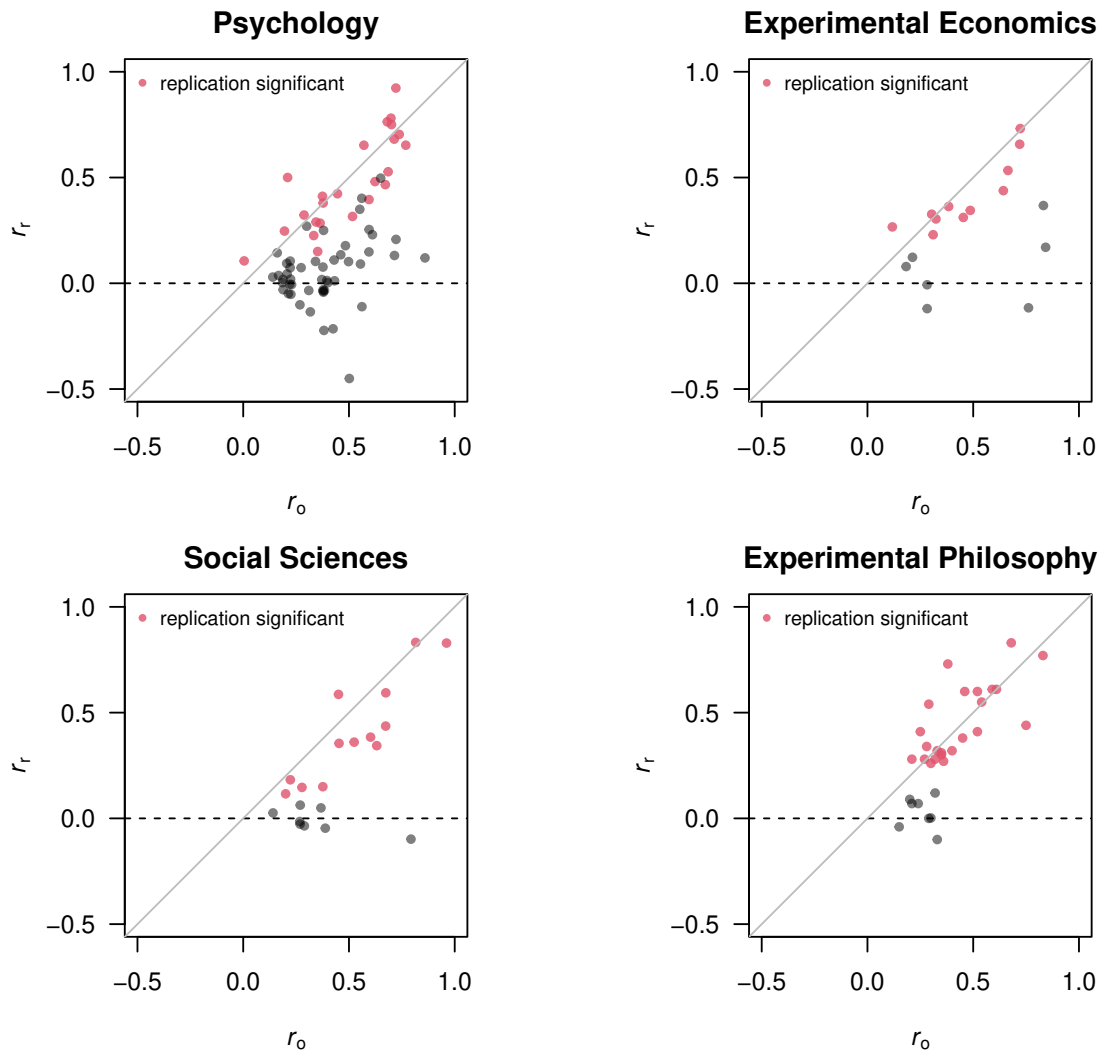 Psychology
Experimental Economics
1.0
replication significant
1.0
replication significant
0.5
0.5
r_r
r_r
0.0
0.0
−0.5
−0.5
−0.5 0.0 0.5 1.0
−0.5 0.0 0.5 1.0
r_o
r_o
Social Sciences
Experimental Philosophy
1.0
replication significant
1.0
replication significant
0.5
0.5
r_r
r_r
0.0
0.0
−0.5
−0.5
−0.5 0.0 0.5 1.0
−0.5 0.0 0.5 1.0
r_o
r_o